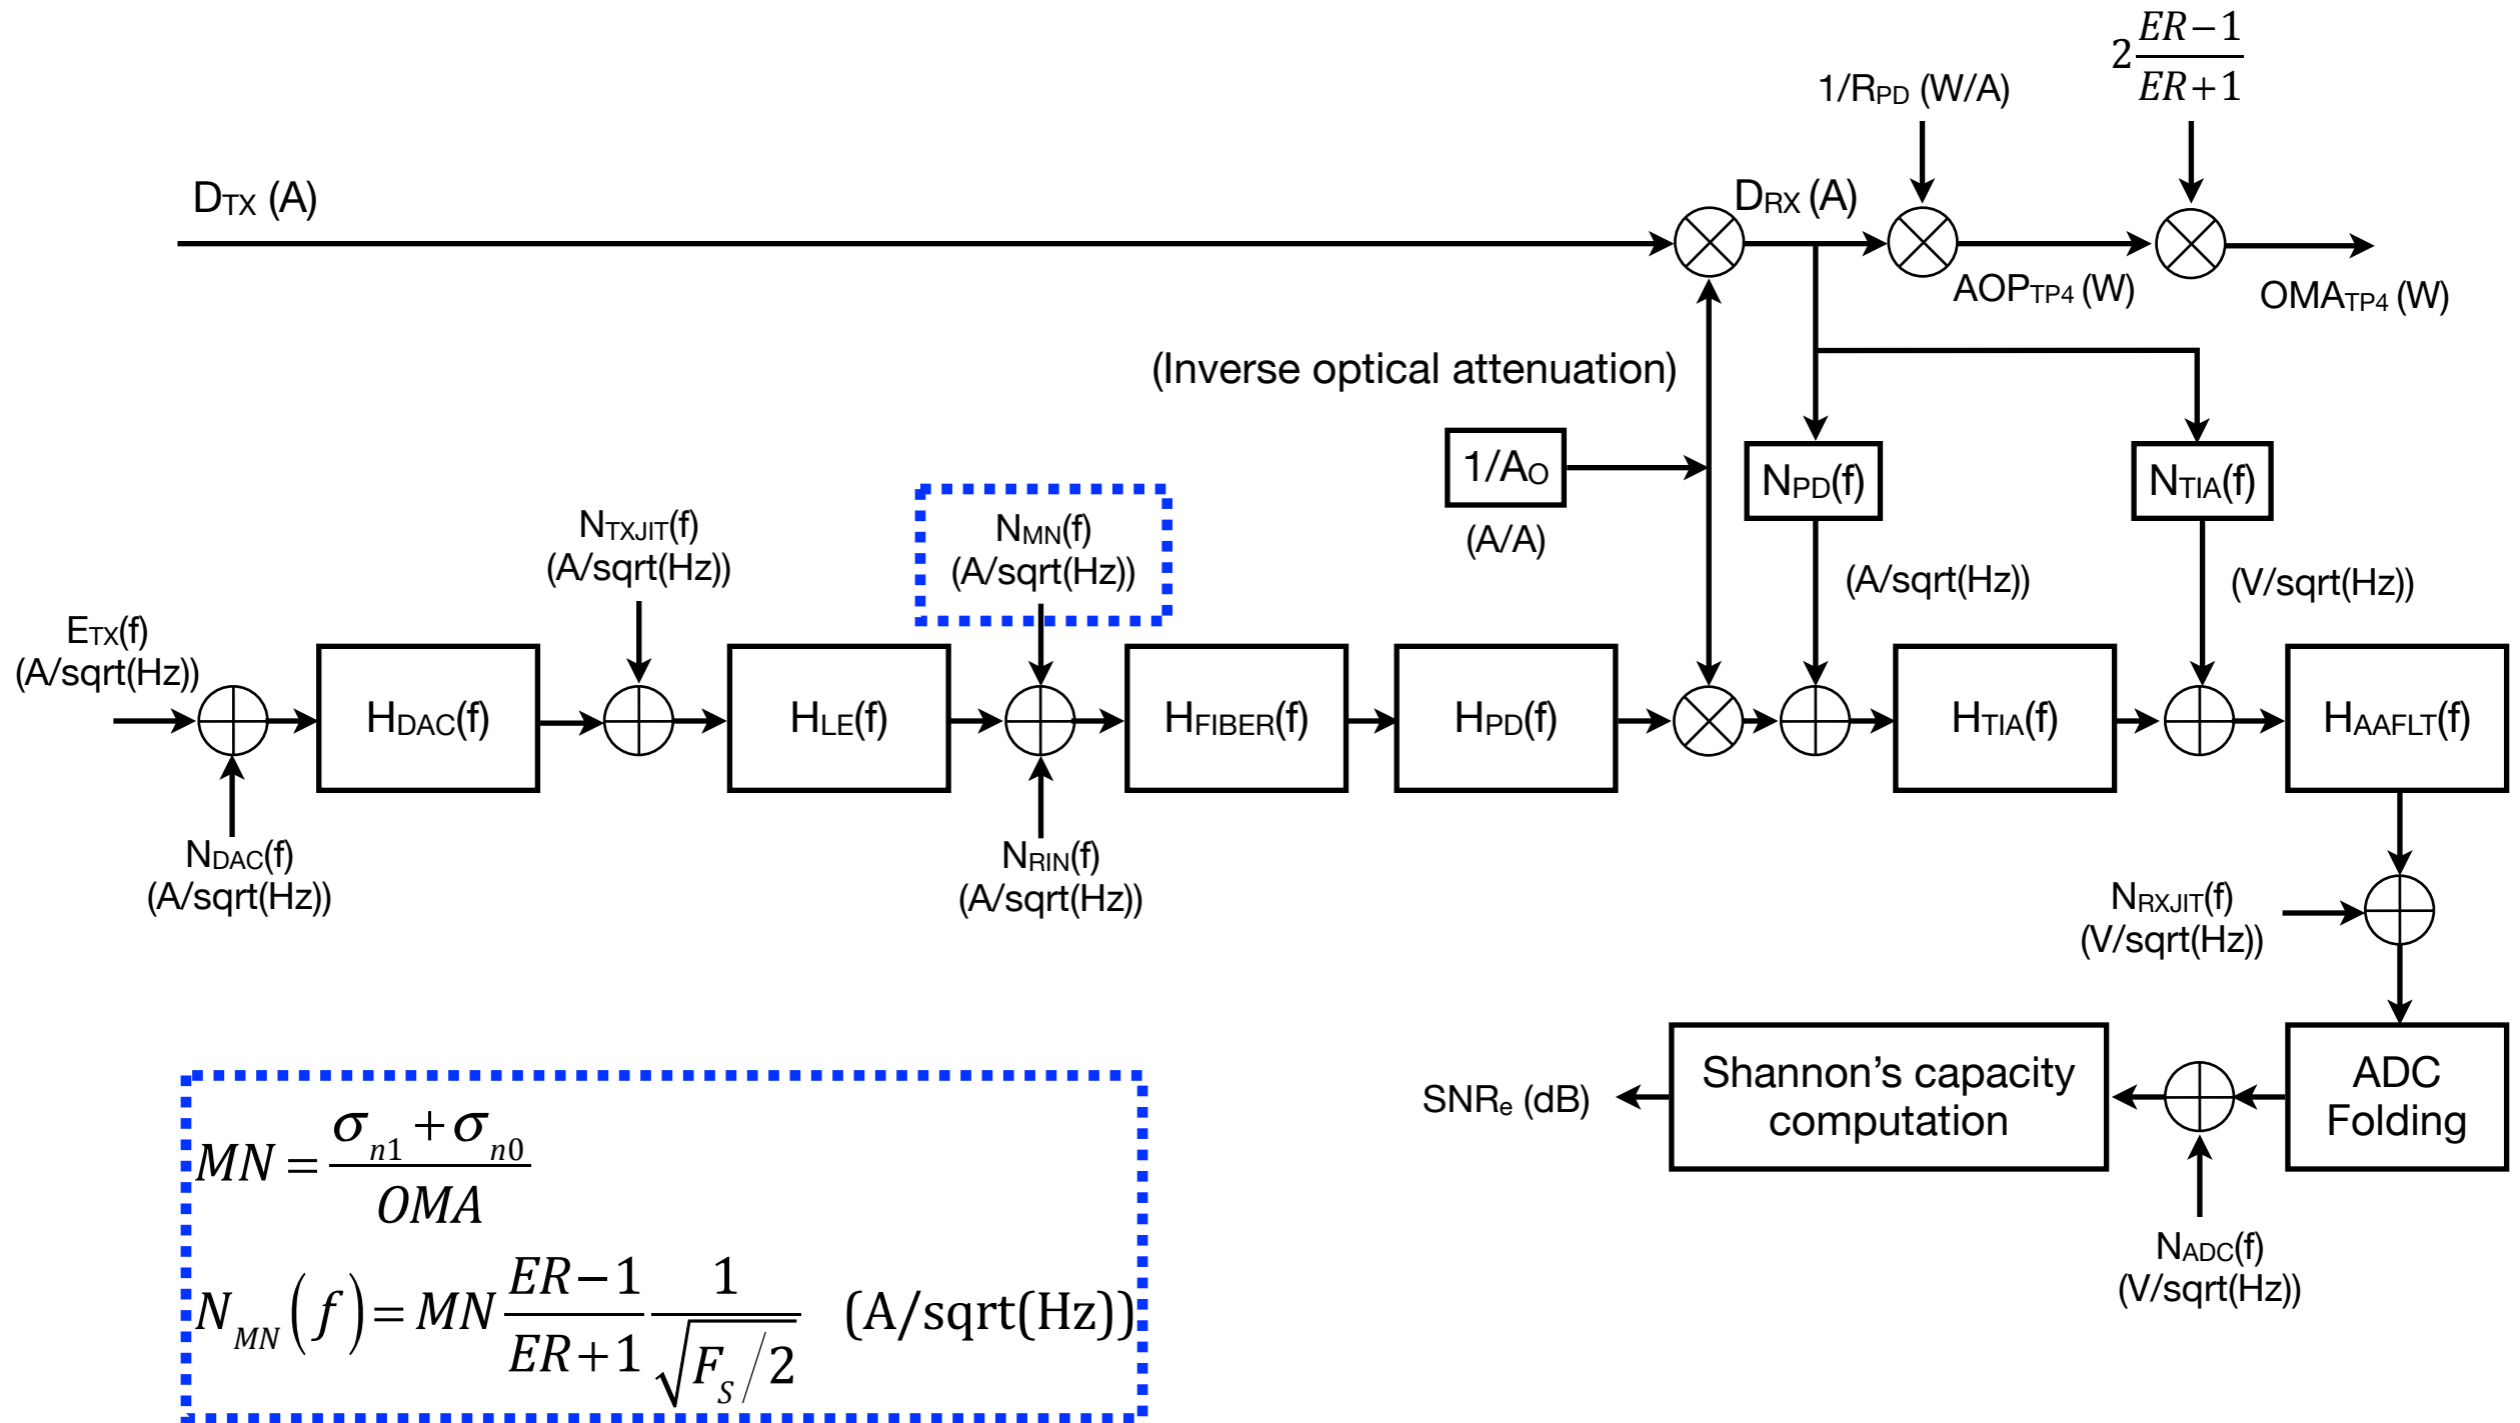 2 ER−1 / ER+1
1/RPD (W/A)
DTX (A)
DRX (A)
AOPTP4 (W)
OMATP4 (W)
(Inverse optical attenuation)
1/AO
(A/A)
NPD(f)
NTIA(f)
(A/sqrt(Hz))
(V/sqrt(Hz))
NTXJIT(f)
(A/sqrt(Hz))
NMN(f)
(A/sqrt(Hz))
ETX(f)
(A/sqrt(Hz))
HDAC(f)
HLE(f)
HFIBER(f)
HPD(f)
HTIA(f)
HAAFLT(f)
NDAC(f)
(A/sqrt(Hz))
NRIN(f)
(A/sqrt(Hz))
NRXJIT(f)
(V/sqrt(Hz))
SNRe (dB)
Shannon's capacity
computation
ADC
Folding
NADC(f)
(V/sqrt(Hz))
MN = σn1 + σn0 / OMA
NMN(f) = MN ER−1 / ER+1 1 / √FS/2 (A/sqrt(Hz))